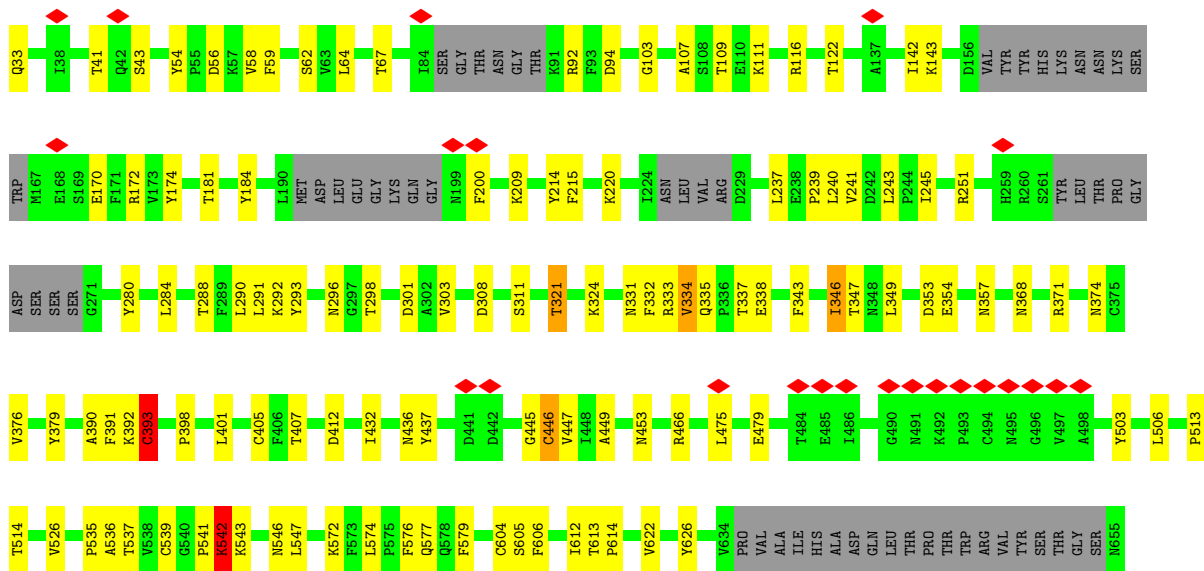 Q33 I38 T41 Q42 S43 Y54 P55 D56 K57 V58 F59 S62 V63 L64 T67 I84 SER GLY THR ASN GLY THR K91 R92 F93 D94 G103 A107 S108 T109 E110 K111 R116 T122 A137 I142 K143 D156 VAL TYR TYR HIS LYS ASN ASN LYS SER
TRP M167 E168 S169 E170 F171 R172 V173 Y174 T181 Y184 L190 MET ASP LEU GLU GLY LYS GLN GLY N199 F200 K209 Y214 F215 K220 I224 ASN LEU VAL ARG D229 L237 E238 P239 L240 V241 D242 L243 P244 I245 R251 H259 R260 S261 TYR LEU THR PRO GLY
ASP SER SER SER G271 Y280 L284 T288 F289 L290 L291 K292 Y293 N296 G297 T298 D301 A302 V303 D308 S311 T321 K324 N331 F332 R333 V334 Q335 P336 T337 E338 F343 I346 T347 N348 L349 D353 E354 N357 N368 R371 N374 C375
V376 Y379 A390 F391 K392 C393 P398 L401 C405 F406 T407 D412 I432 N436 Y437 D441 D442 G445 C446 V447 I448 A449 N453 R466 L475 E479 T484 E485 I486 G490 N491 K492 P493 C494 N495 G496 V497 A498 Y503 L506 P513
T514 V526 P535 A536 T537 V538 C539 G540 P541 K542 K543 N546 L547 K572 F573 L574 P575 F576 Q577 Q578 F579 C604 S605 F606 I612 T613 P614 V622 Y626 V634 PRO VAL ALA ILE HIS ALA ASP GLN LEU THR PRO THR TRP ARG VAL TYR SER THR GLY SER N655